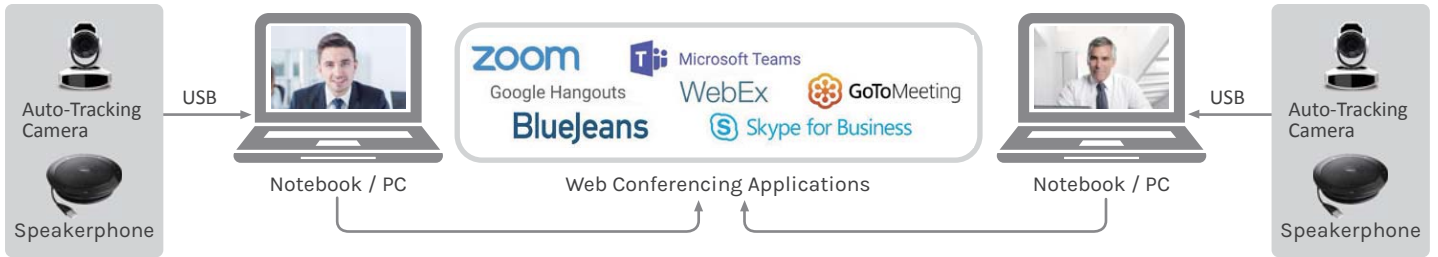 Auto-Tracking
Camera
Speakerphone
USB
Notebook / PC
zoom
Microsoft Teams
Google Hangouts
WebEx
GoToMeeting
BlueJeans
Skype for Business
Web Conferencing Applications
Notebook / PC
USB
Auto-Tracking
Camera
Speakerphone